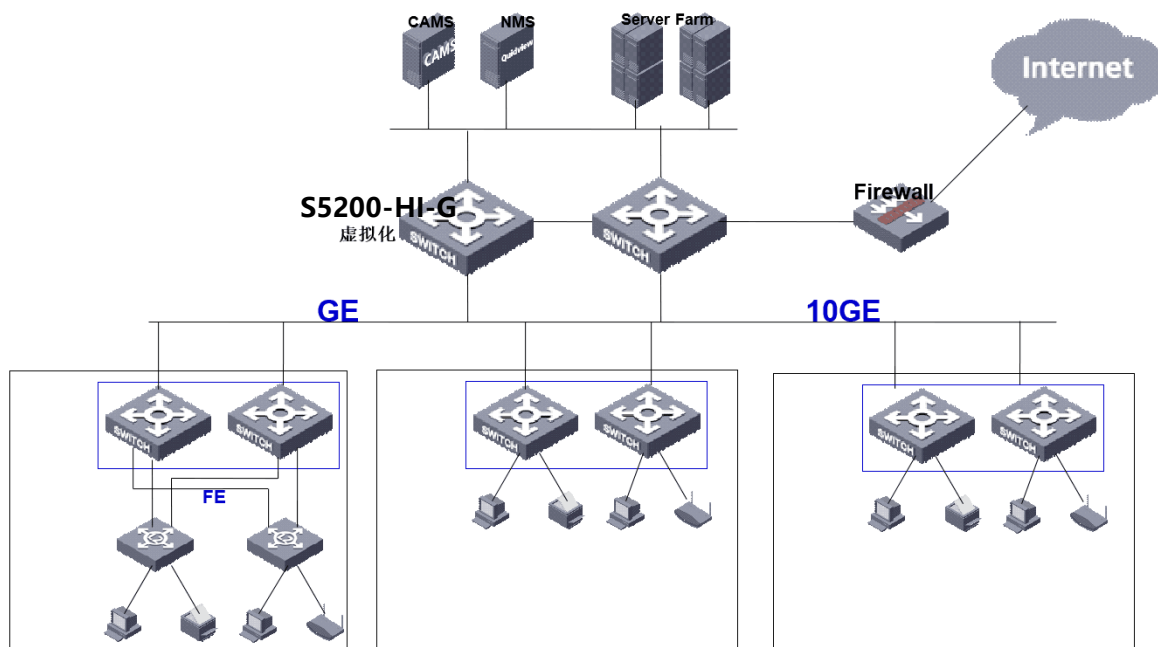 CAMS
NMS
Server Farm
CAMS
Quidview
Internet
Firewall
S5200-HI-G
虚拟化
SWITCH
SWITCH
GE
10GE
SWITCH
SWITCH
SWITCH
SWITCH
SWITCH
SWITCH
FE